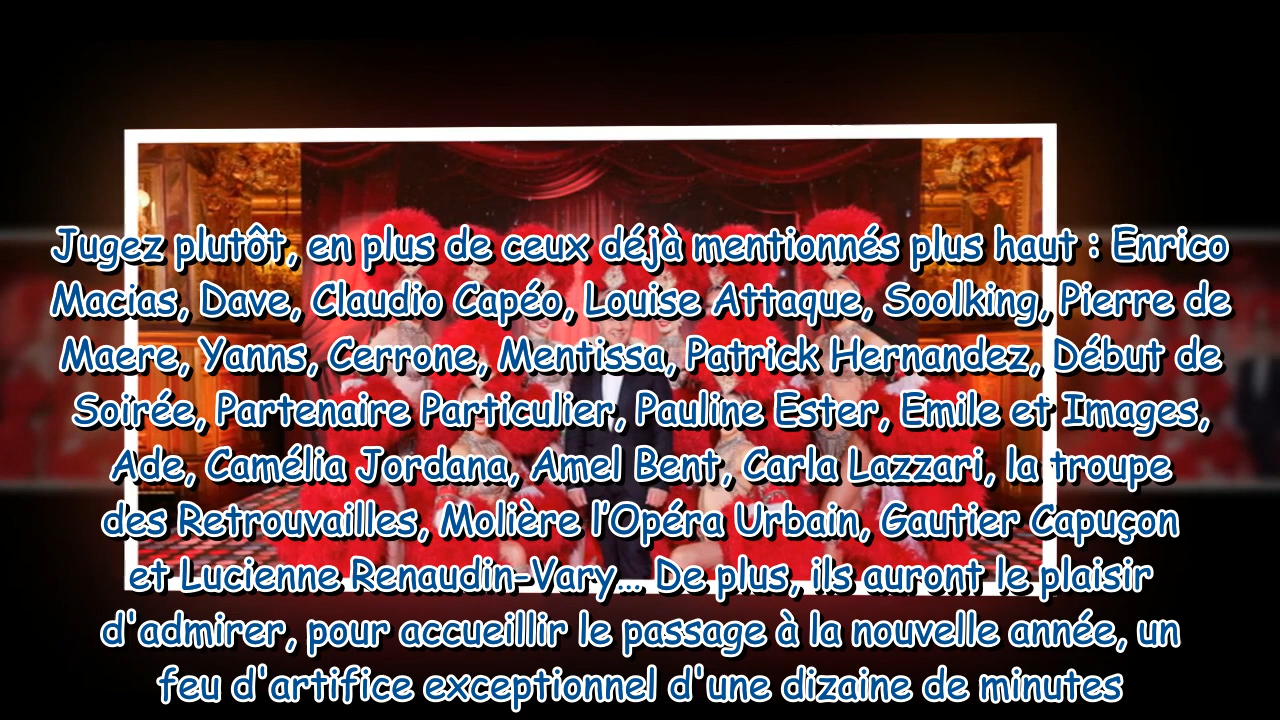 Jugez plutôt, en plus de ceux déjà mentionnés plus haut : Enrico
Macias, Dave, Claudio Capéo, Louise Attaque, Soolking, Pierre de
Maere, Yanns, Cerrone, Mentissa, Patrick Hernandez, Début de
Soirée, Partenaire Particulier, Pauline Ester, Emile et Images,
Ade, Camélia Jordana, Amel Bent, Carla Lazzari, la troupe
des Retrouvailles, Molière l’Opéra Urbain, Gautier Capuçon
et Lucienne Renaudin-Vary... De plus, ils auront le plaisir
d'admirer, pour accueillir le passage à la nouvelle année, un
feu d'artifice exceptionnel d'une dizaine de minutes